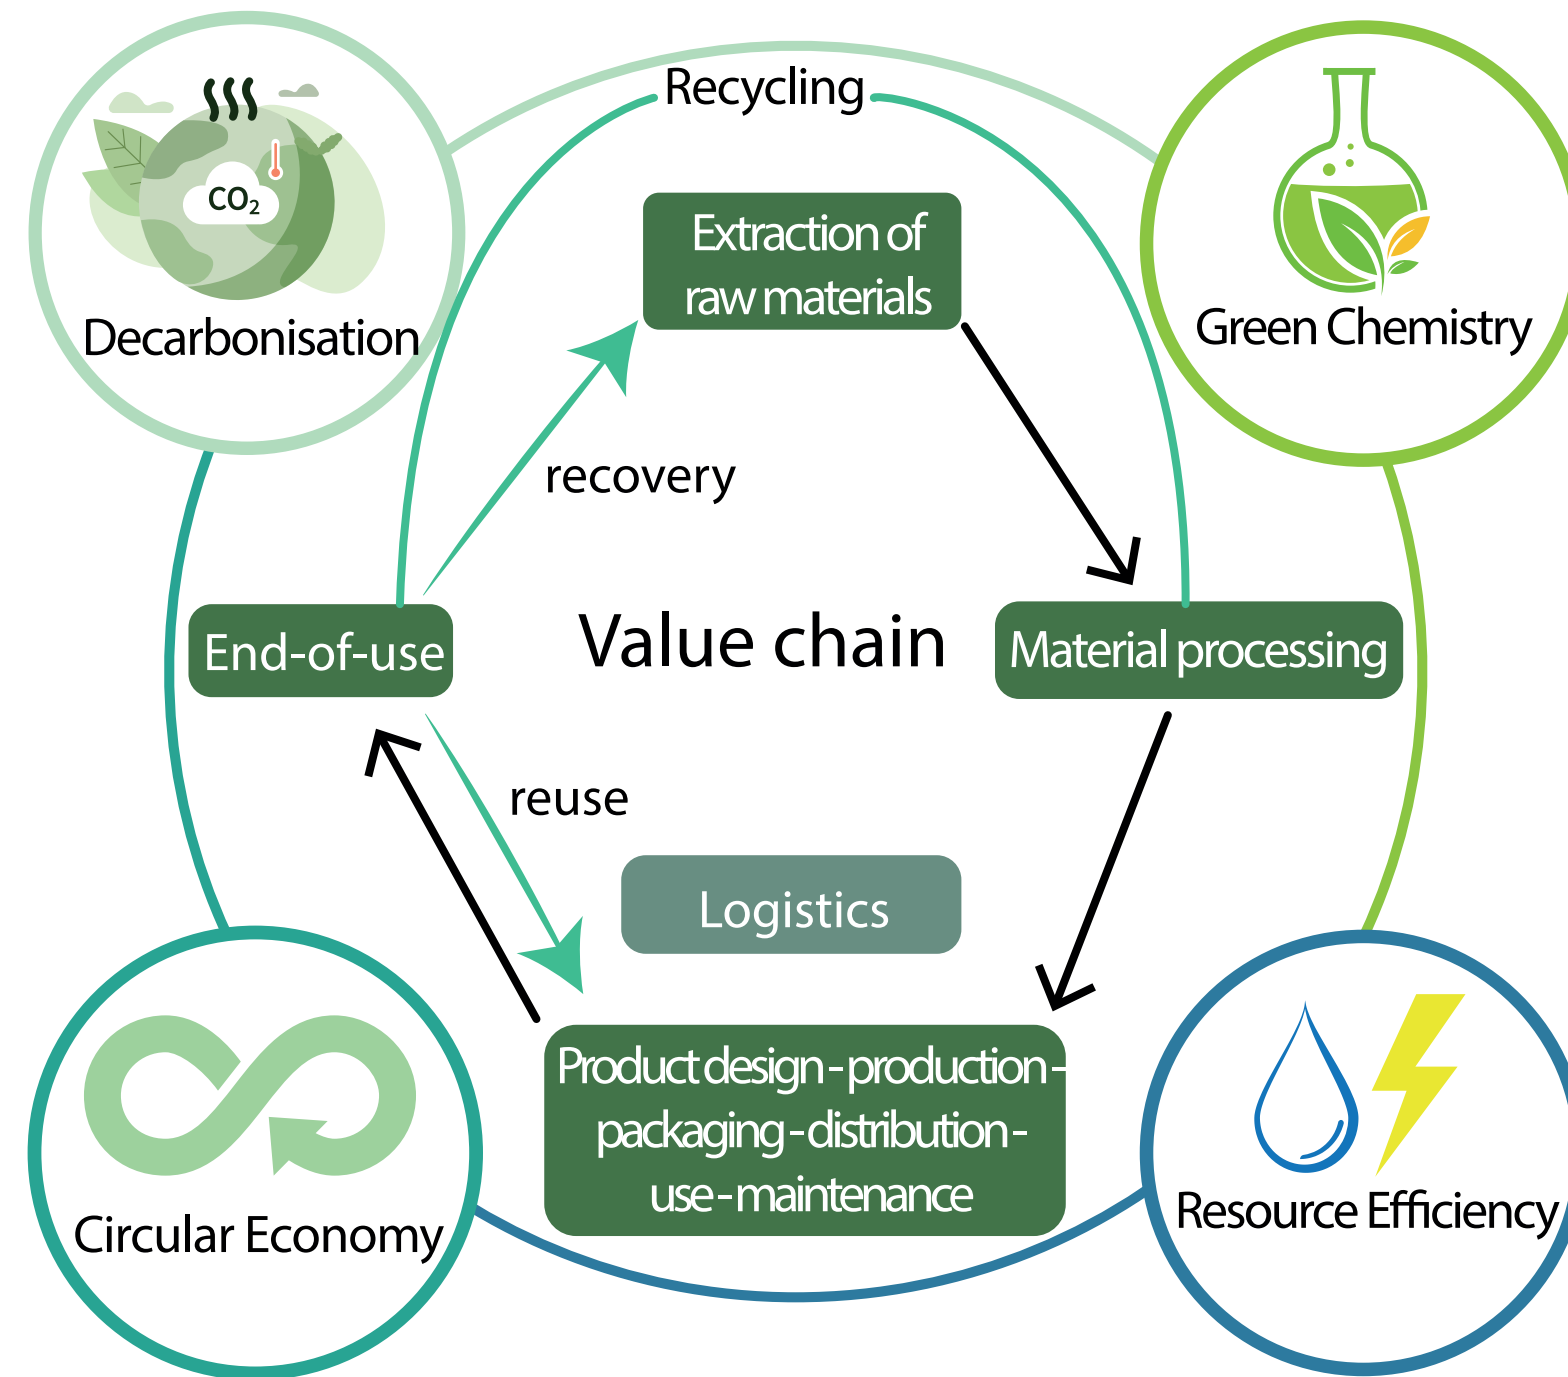 Recycling
CO2
Extraction of
raw materials
Decarbonisation
Green Chemistry
recovery
End-of-use
Value chain
Material processing
reuse
Logistics
Product design - production -
packaging - distribution -
use - maintenance
Circular Economy
Resource Efficiency